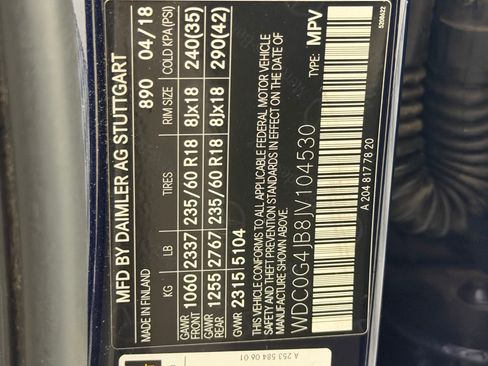 MFD BY DAIMLER AG STUTTGART
MADE IN FINLAND 890 04/18
KG LB TIRES RIM SIZE COLD KPA (PSI)
GAWR FRONT 1060 2337 235/60 R18 8Jx18 240(35)
GAWR REAR 1255 2767 235/60 R18 8Jx18 290(42)
GVWR 2315 5104
THIS VEHICLE CONFORMS TO ALL APPLICABLE FEDERAL MOTOR VEHICLE
SAFETY AND THEFT PREVENTION STANDARDS IN EFFECT ON THE DATE OF
MANUFACTURE SHOWN ABOVE.
WDC0G4JB8JV104530 TYPE: MPV
A 204 817 78 20
5208622
A 253 584 06 01